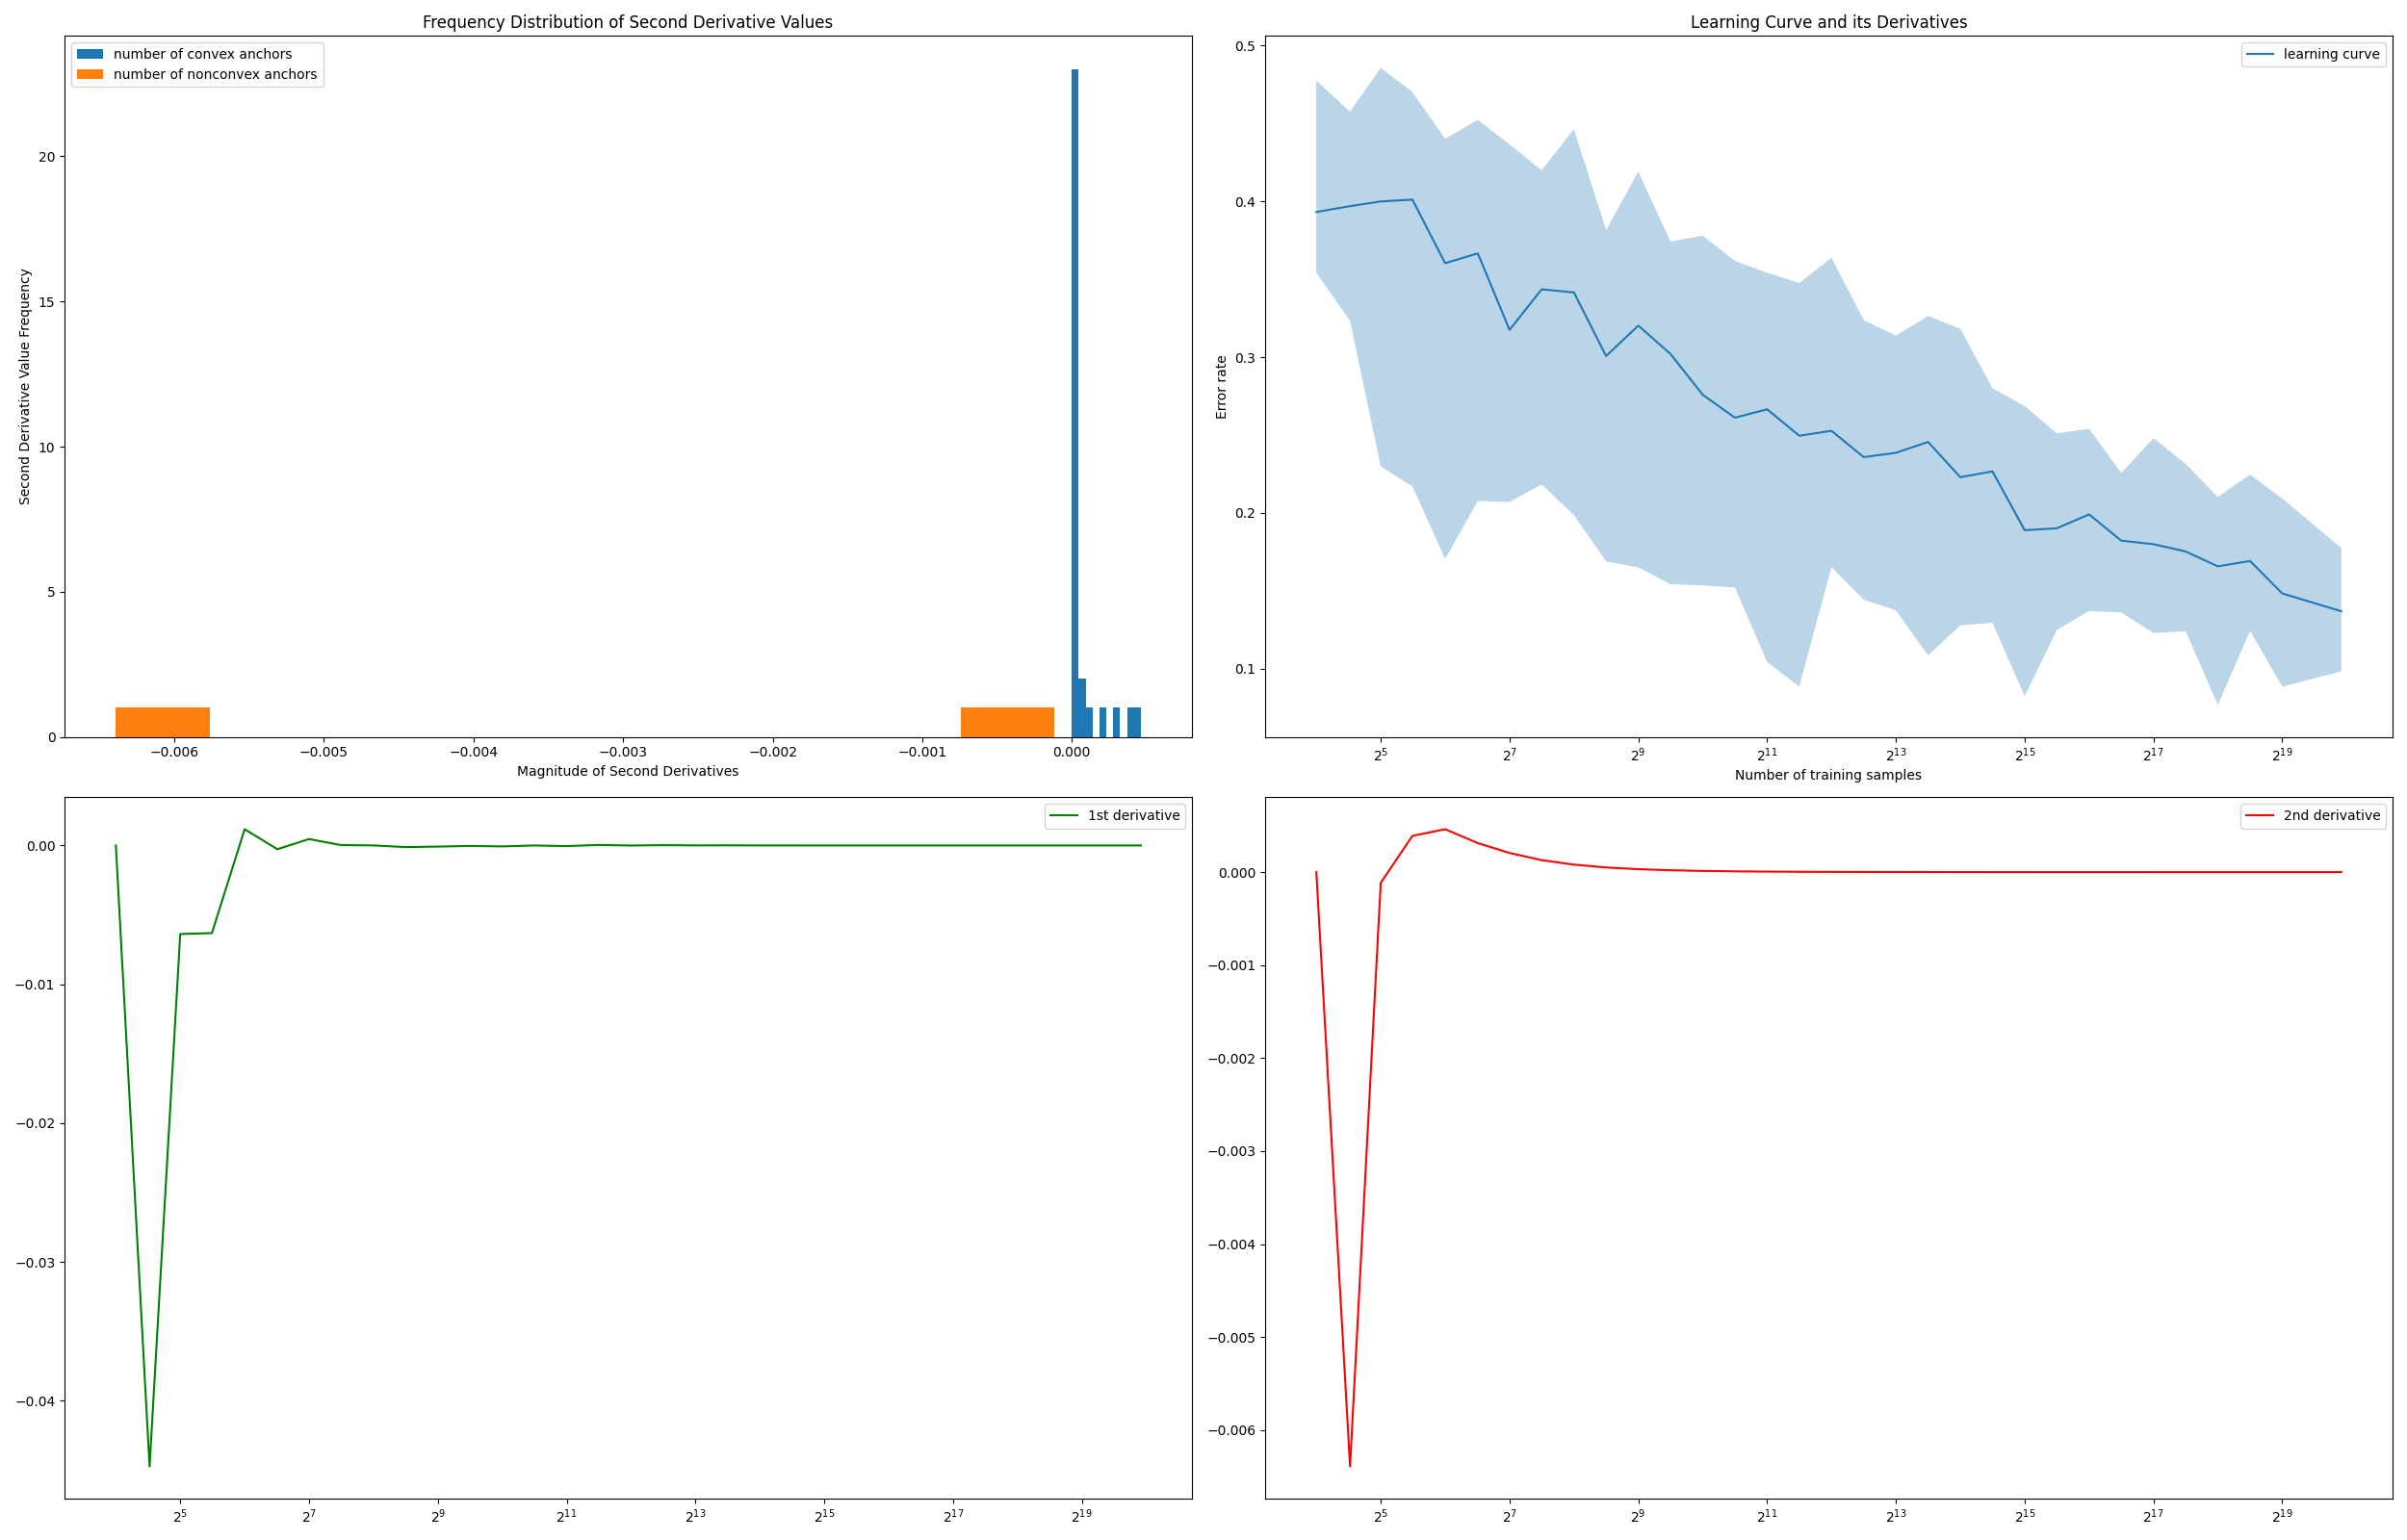 Frequency Distribution of Second Derivative Values
number of convex anchors
number of nonconvex anchors
Second Derivative Value Frequency
20
15
10
5
0
−0.006 −0.005 −0.004 −0.003 −0.002 −0.001 0.000
Magnitude of Second Derivatives
Learning Curve and its Derivatives
learning curve
Error rate
0.5
0.4
0.3
0.2
0.1
2^5 2^7 2^9 2^11 2^13 2^15 2^17 2^19
Number of training samples
1st derivative
0.00
−0.01
−0.02
−0.03
−0.04
2^5 2^7 2^9 2^11 2^13 2^15 2^17 2^19
2nd derivative
0.000
−0.001
−0.002
−0.003
−0.004
−0.005
−0.006
2^5 2^7 2^9 2^11 2^13 2^15 2^17 2^19